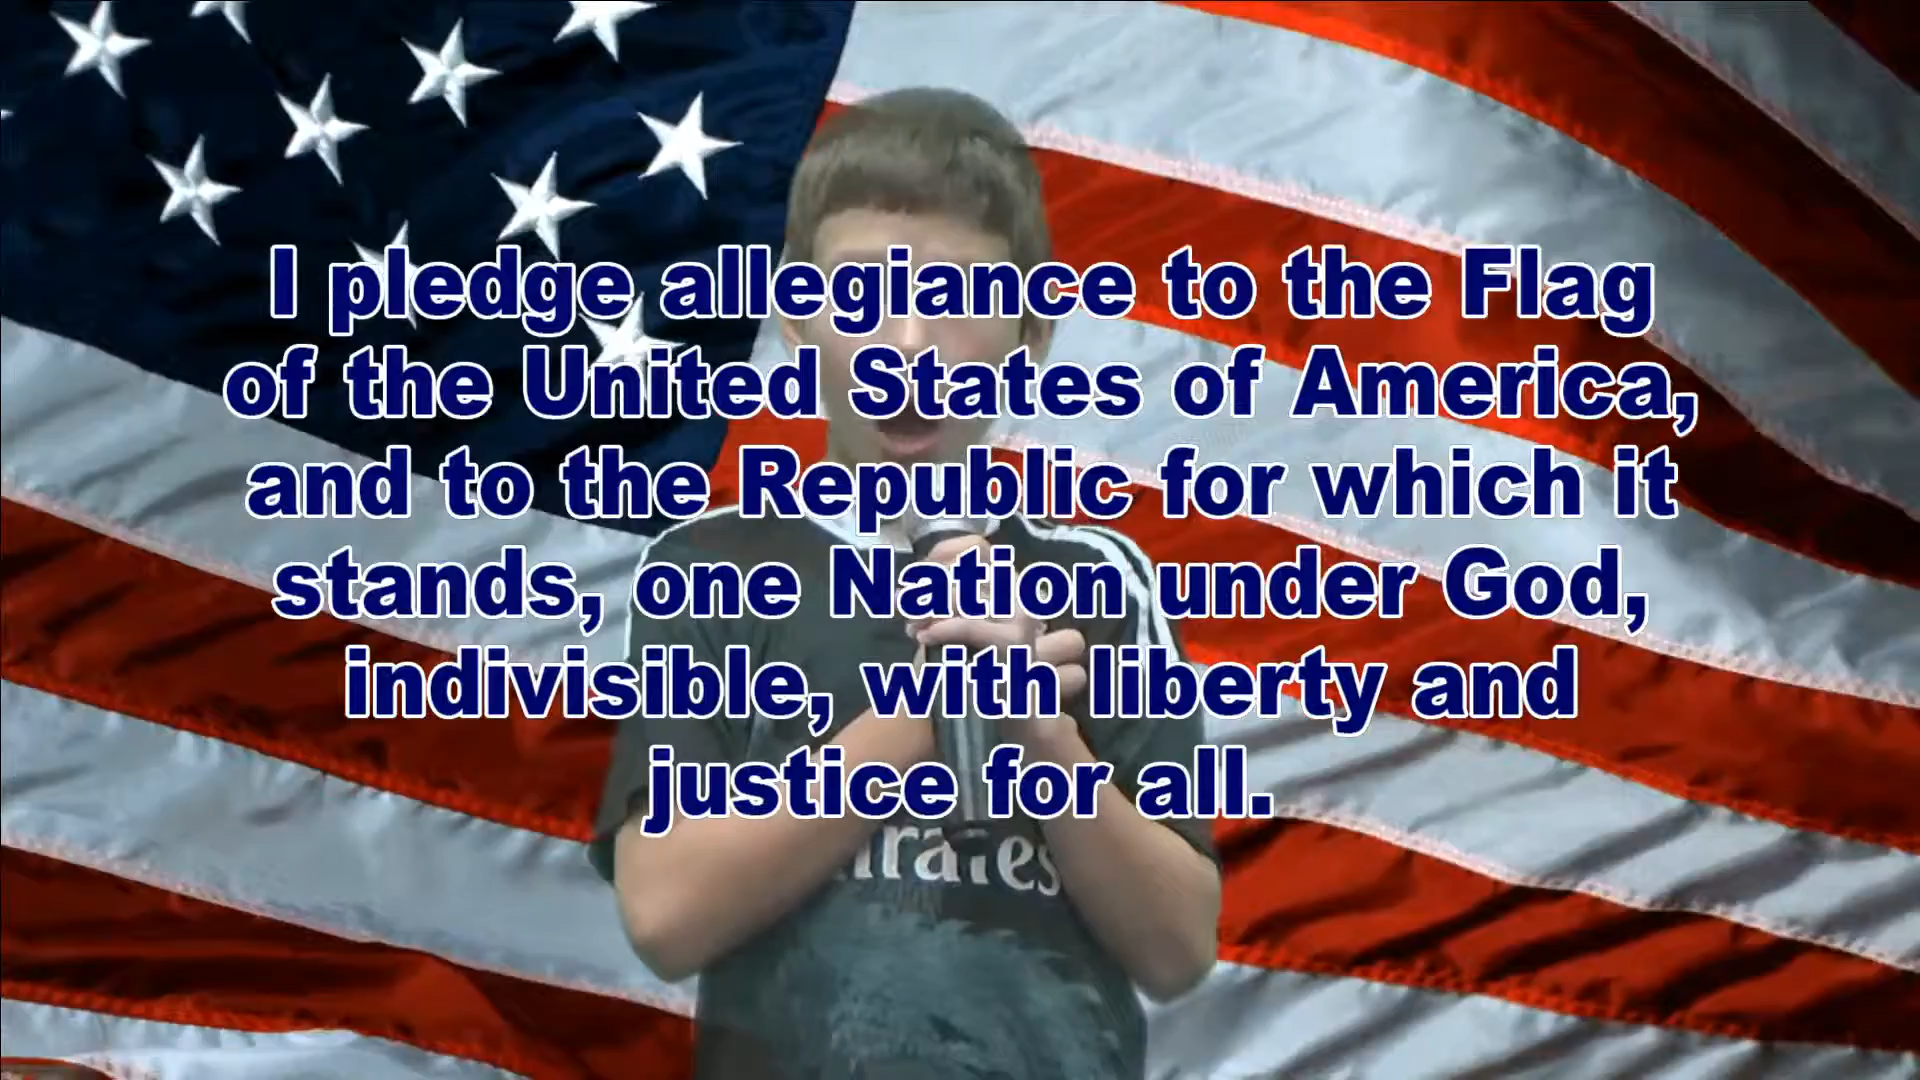 I pledge allegiance to the Flag
of the United States of America,
and to the Republic for which it
stands, one Nation under God,
indivisible, with liberty and
justice for all.